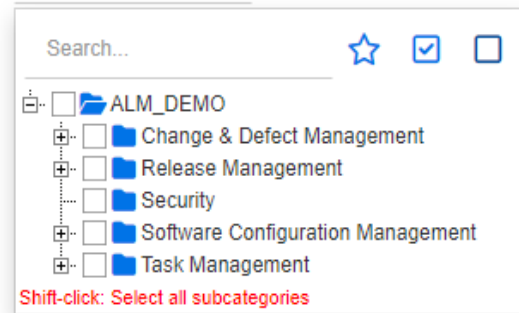 Search...
ALM_DEMO
Change & Defect Management
Release Management
Security
Software Configuration Management
Task Management
Shift-click: Select all subcategories